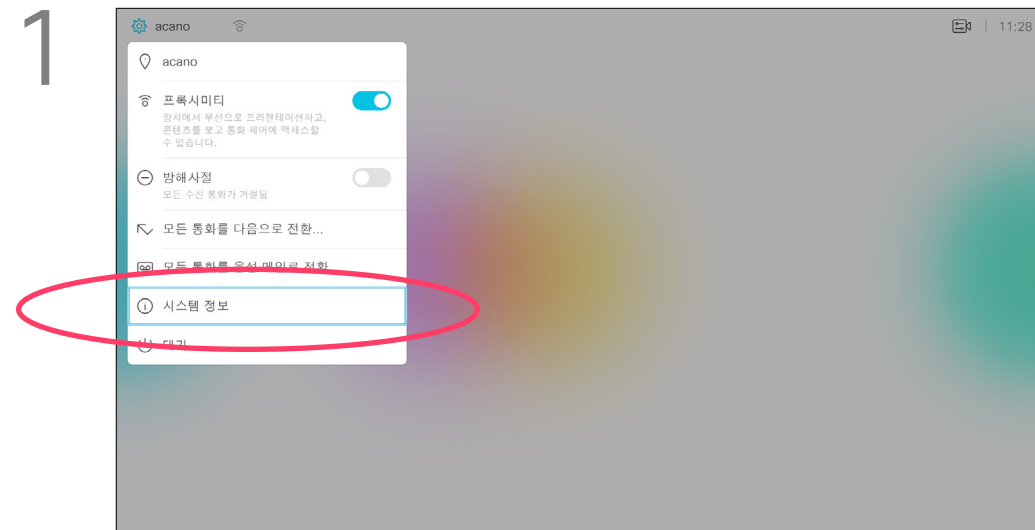 1
acano
11:28
acano
프록시미티
장치에서 무선으로 프리젠테이션하고,
콘텐츠를 보고 통화 제어에 액세스할
수 있습니다.
방해사절
모든 수신 통화가 거절됨
모든 통화를 다음으로 전환...
모든 통화를 음성 메일로 전환
시스템 정보
대기